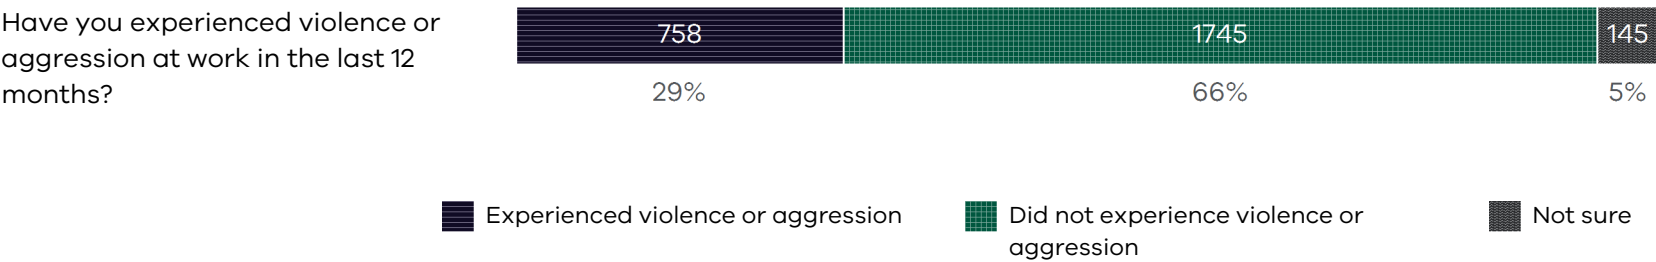 Have you experienced violence or
aggression at work in the last 12
months?
758
1745
145
29%
66%
5%
Experienced violence or aggression
Did not experience violence or
aggression
Not sure